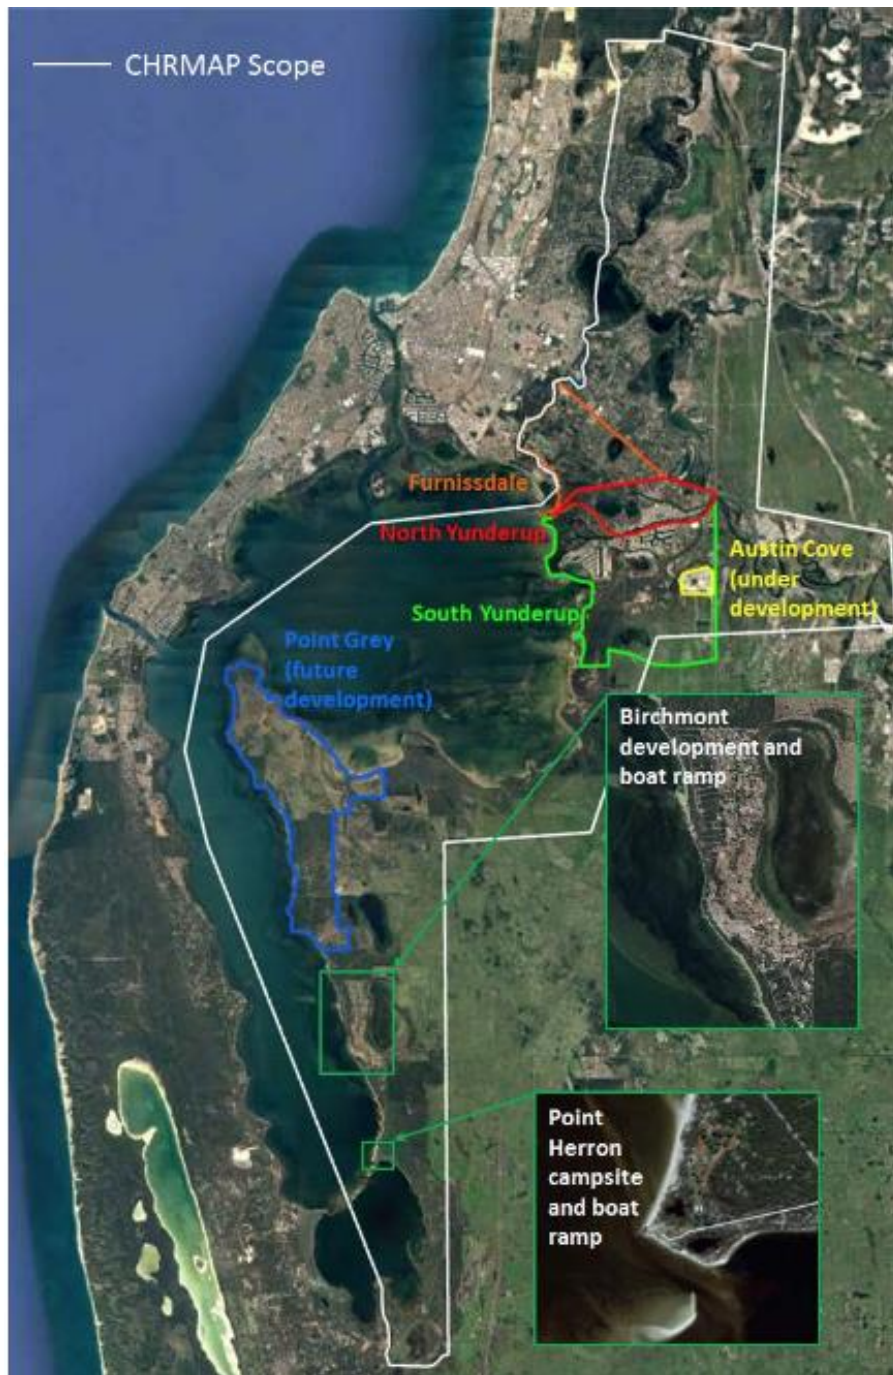 CHRMAP Scope
Furnissdale
North Yunderup
Austin Cove
(under
development)
South Yunderup
Point Grey
(future
development)
Birchmont
development and
boat ramp
Point
Herron
campsite
and boat
ramp